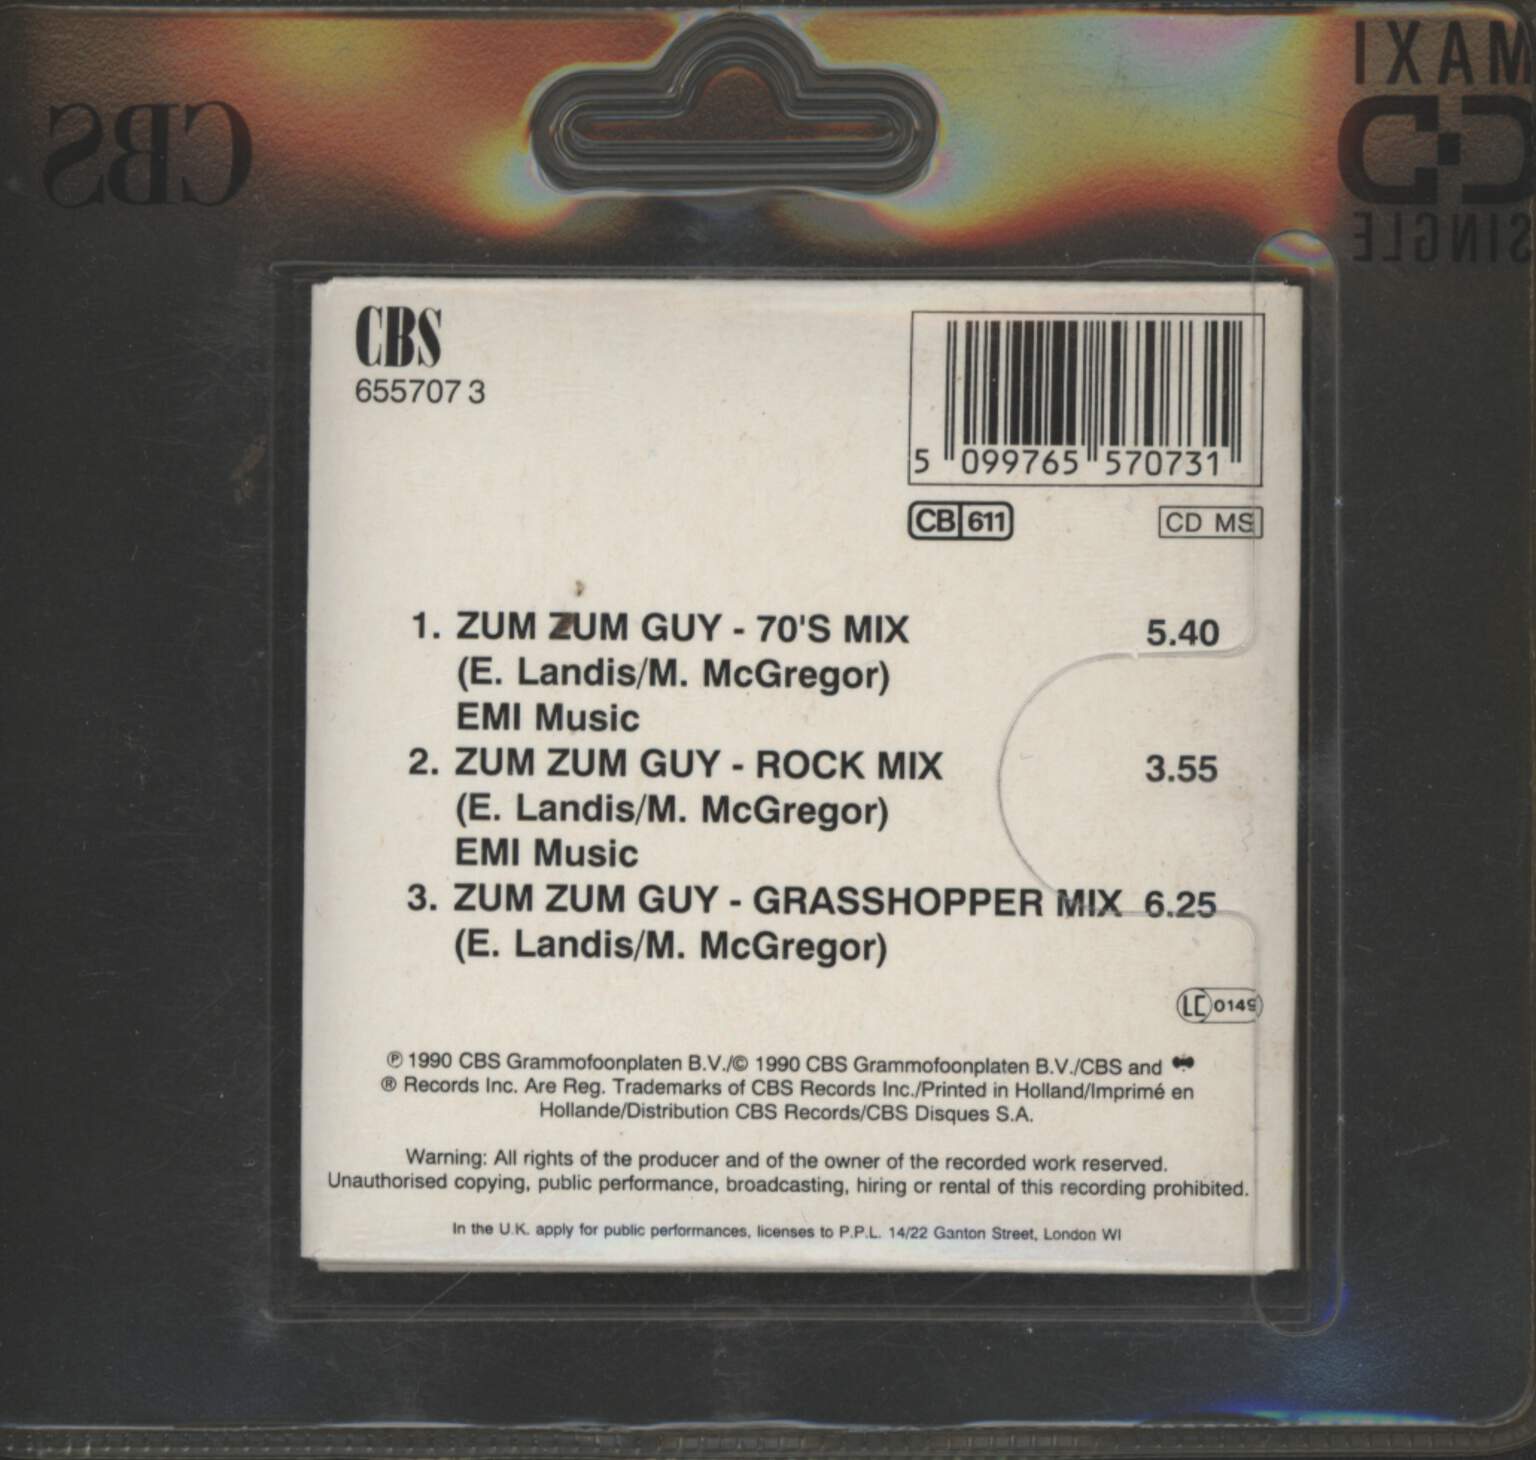 MAXI
CD
SINGLE
CBS
CBS
655707 3
5 099765 570731
CB 611
CD MS
1. ZUM ZUM GUY - 70'S MIX 5.40
(E. Landis/M. McGregor)
EMI Music
2. ZUM ZUM GUY - ROCK MIX 3.55
(E. Landis/M. McGregor)
EMI Music
3. ZUM ZUM GUY - GRASSHOPPER MIX 6.25
(E. Landis/M. McGregor)
LC 0149
℗ 1990 CBS Grammofoonplaten B.V./© 1990 CBS Grammofoonplaten B.V./CBS and
® Records Inc. Are Reg. Trademarks of CBS Records Inc./Printed in Holland/Imprimé en
Hollande/Distribution CBS Records/CBS Disques S.A.
Warning: All rights of the producer and of the owner of the recorded work reserved.
Unauthorised copying, public performance, broadcasting, hiring or rental of this recording prohibited.
In the U.K. apply for public performances, licenses to P.P.L. 14/22 Ganton Street, London WI